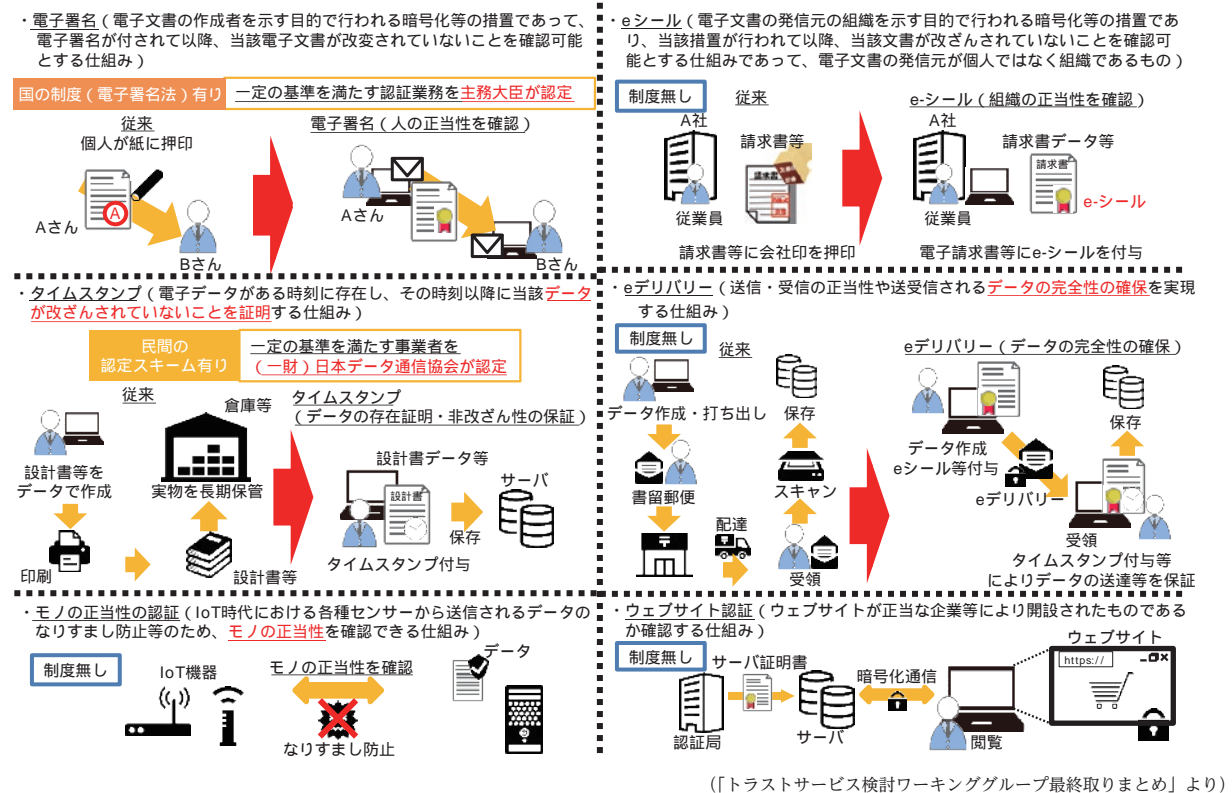 ・電子署名（電子文書の作成者を示す目的で行われる暗号化等の措置であって、
電子署名が付されて以降、当該電子文書が改変されていないことを確認可能
とする仕組み）
国の制度（電子署名法）有り
一定の基準を満たす認証業務を主務大臣が認定
従来
個人が紙に押印
Aさん
A
Bさん
電子署名（人の正当性を確認）
Aさん
Bさん
・eシール（電子文書の発信元の組織を示す目的で行われる暗号化等の措置であ
り、当該措置が行われて以降、当該文書が改ざんされていないことを確認可
能とする仕組みであって、電子文書の発信元が個人ではなく組織であるもの）
制度無し
従来
A社
請求書等
請求書
従業員
請求書等に会社印を押印
e-シール（組織の正当性を確認）
A社
請求書データ等
請求書
従業員
e-シール
電子請求書等にe-シールを付与
・タイムスタンプ（電子データがある時刻に存在し、その時刻以降に当該データ
が改ざんされていないことを証明する仕組み）
民間の
認定スキーム有り
一定の基準を満たす事業者を
（一財）日本データ通信協会が認定
従来
設計書等を
データで作成
印刷
倉庫等
実物を長期保管
設計書等
タイムスタンプ
（データの存在証明・非改ざん性の保証）
設計書データ等
設計書
サーバ
保存
タイムスタンプ付与
・eデリバリー（送信・受信の正当性や送受信されるデータの完全性の確保を実現
する仕組み）
制度無し
従来
データ作成・打ち出し
保存
書留郵便
スキャン
配達
受領
eデリバリー（データの完全性の確保）
データ作成
eシール等付与
保存
eデリバリー
受領
タイムスタンプ付与等
によりデータの送達等を保証
・モノの正当性の認証（IoT時代における各種センサーから送信されるデータの
なりすまし防止等のため、モノの正当性を確認できる仕組み）
制度無し
IoT機器
モノの正当性を確認
データ
なりすまし防止
・ウェブサイト認証（ウェブサイトが正当な企業等により開設されたものである
か確認する仕組み）
制度無し
サーバ証明書
認証局
サーバ
暗号化通信
閲覧
ウェブサイト
https://
（「トラストサービス検討ワーキンググループ最終取りまとめ」より）